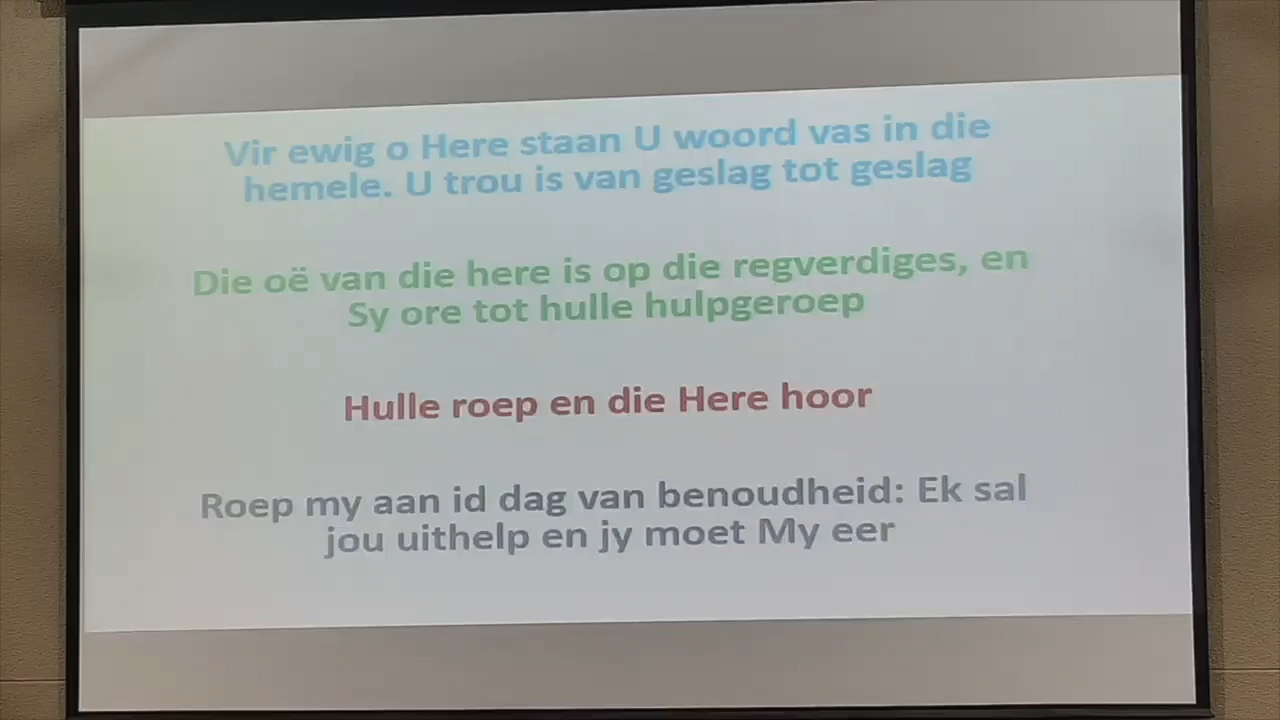 Vir ewig o Here staan U woord vas in die
hemele. U trou is van geslag tot geslag
Die oë van die here is op die regverdiges, en
Sy ore tot hulle hulpgeroep
Hulle roep en die Here hoor
Roep my aan id dag van benoudheid: Ek sal
jou uithelp en jy moet My eer